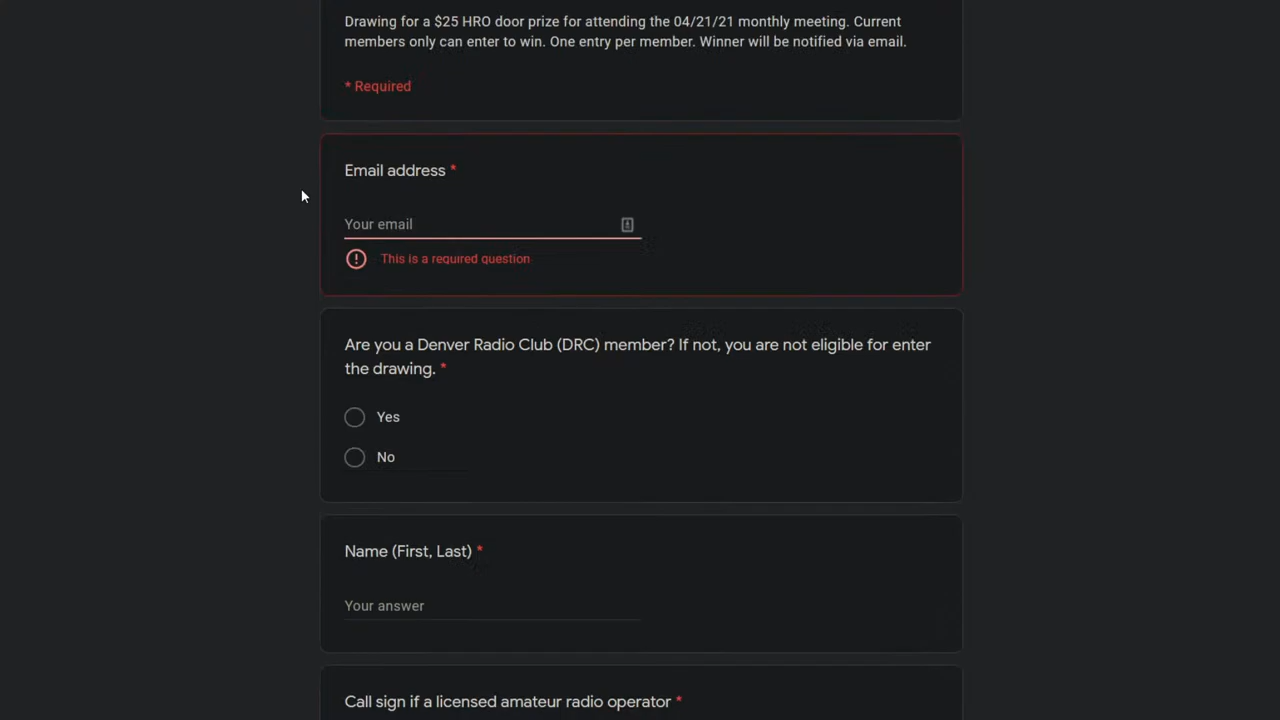 Drawing for a $25 HRO door prize for attending the 04/21/21 monthly meeting. Current
members only can enter to win. One entry per member. Winner will be notified via email.
* Required
Email address *
Your email
This is a required question
Are you a Denver Radio Club (DRC) member? If not, you are not eligible for enter
the drawing. *
Yes
No
Name (First, Last) *
Your answer
Call sign if a licensed amateur radio operator *